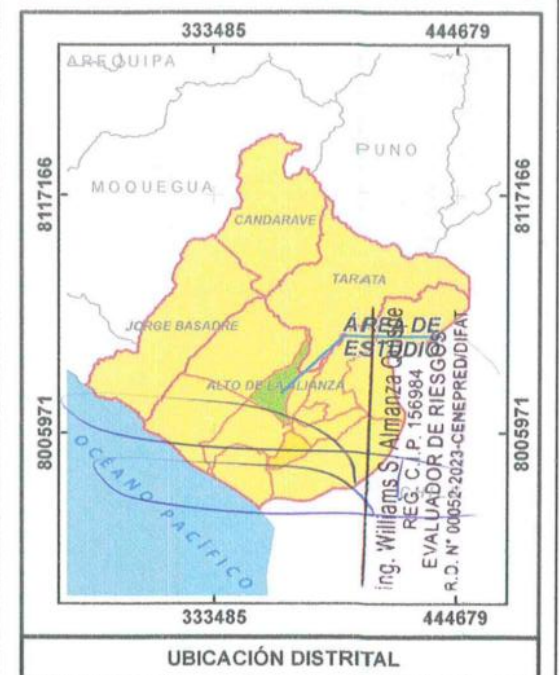 333485 444679
AREQUIPA
PUNO
MOQUEGUA
8117166 8117166
CANDARAVE
TARATA
JORGE BASADRE
ÁREA DE
ESTUDIO
ALTO DE LA ALIANZA
8005971 8005971
OCÉANO PACÍFICO
Ing. Williams S. Almanza
REG. C.I.P. 156984
EVALUADOR DE RIESGOS
R.D. N° 00052-2023-CENEPRED/DIFAT
333485 444679
UBICACIÓN DISTRITAL